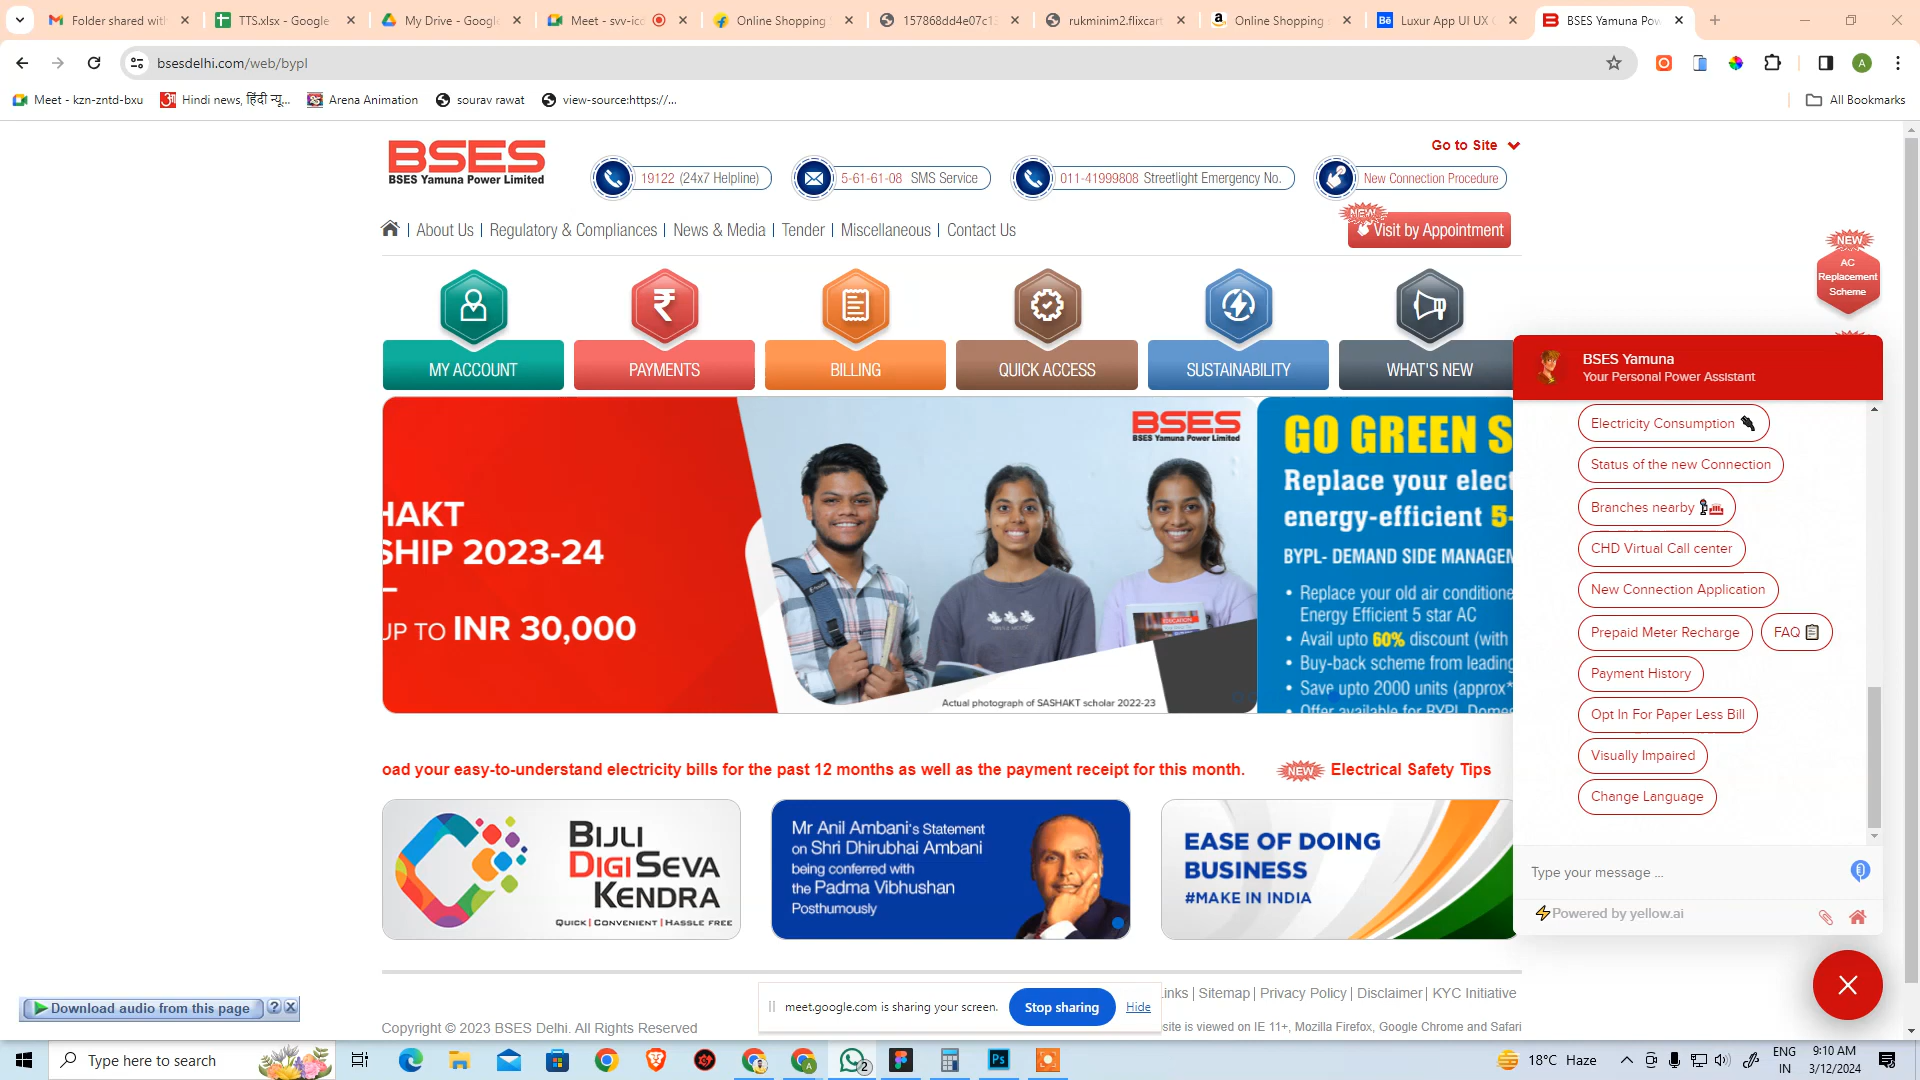 Folder shared with
TTS.xlsx - Google
My Drive - Google
Meet - svv-icc
Online Shopping
157868dd4e07c1
rukminim2.flixcart
Online Shopping
Luxur App UI UX
BSES Yamuna Pow
bsesdelhi.com/web/bypl
A
Meet - kzn-zntd-bxu
Hindi news, हिंदी न्यू...
Arena Animation
sourav rawat
view-source:https://...
All Bookmarks
BSES
BSES Yamuna Power Limited
19122 (24x7 Helpline)
5-61-61-08 SMS Service
011-41999808 Streetlight Emergency No.
Go to Site
New Connection Procedure
About Us | Regulatory & Compliances | News & Media | Tender | Miscellaneous | Contact Us
NEW
Visit by Appointment
NEW
AC
Replacement
Scheme
MY ACCOUNT
PAYMENTS
BILLING
QUICK ACCESS
SUSTAINABILITY
WHAT'S NEW
HAKT
SHIP 2023-24
UP TO INR 30,000
BSES
BSES Yamuna Power Limited
Actual photograph of SASHAKT scholar 2022-23
GO GREEN S
Replace your elect
energy-efficient 5-
BYPL- DEMAND SIDE MANAGEM
• Replace your old air conditione
Energy Efficient 5 star AC
• Avail upto 60% discount (with
• Buy-back scheme from leading
• Save upto 2000 units (approx*
• Offer available for BYPL Domes
BSES Yamuna
Your Personal Power Assistant
Electricity Consumption
Status of the new Connection
Branches nearby
CHD Virtual Call center
New Connection Application
Prepaid Meter Recharge
FAQ
Payment History
Opt In For Paper Less Bill
Visually Impaired
Change Language
Type your message ...
Powered by yellow.ai
oad your easy-to-understand electricity bills for the past 12 months as well as the payment receipt for this month.
NEW
Electrical Safety Tips
BIJLI
DIGISEVA
KENDRA
QUICK | CONVENIENT | HASSLE FREE
Mr Anil Ambani's Statement
on Shri Dhirubhai Ambani
being conferred with
the Padma Vibhushan
Posthumously
EASE OF DOING
BUSINESS
#MAKE IN INDIA
Links | Sitemap | Privacy Policy | Disclaimer | KYC Initiative
Copyright © 2023 BSES Delhi. All Rights Reserved
site is viewed on IE 11+, Mozilla Firefox, Google Chrome and Safari
Download audio from this page
meet.google.com is sharing your screen.
Stop sharing
Hide
Type here to search
2
Ps
18°C Haze
ENG
IN
9:10 AM
3/12/2024